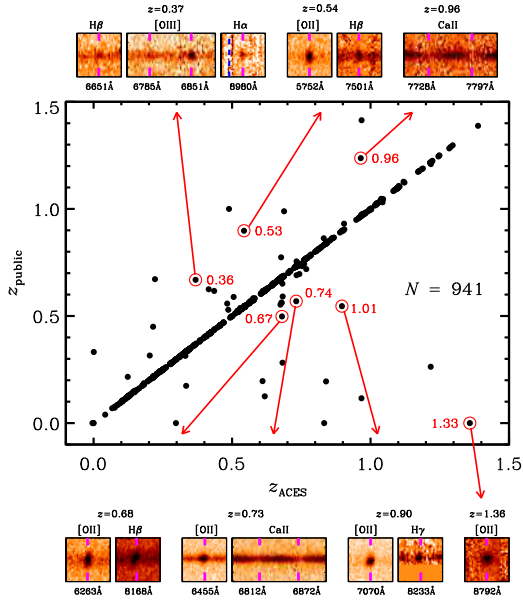 z=0.37 z=0.54 z=0.96
Hβ [OIII] Hα [OII] Hβ CaII
6651Å 6785Å 6851Å 8980Å 5752Å 7501Å 7728Å 7797Å
1.5
1.0
0.5
0.0
z_public
0.96
0.53
0.36
0.74
0.67
1.01
1.33
N = 941
0.0 0.5 1.0 1.5
z_ACES
z=0.68 z=0.73 z=0.90 z=1.36
[OII] Hβ [OII] CaII [OII] Hγ [OII]
6263Å 8168Å 6455Å 6812Å 6872Å 7070Å 8233Å 8792Å